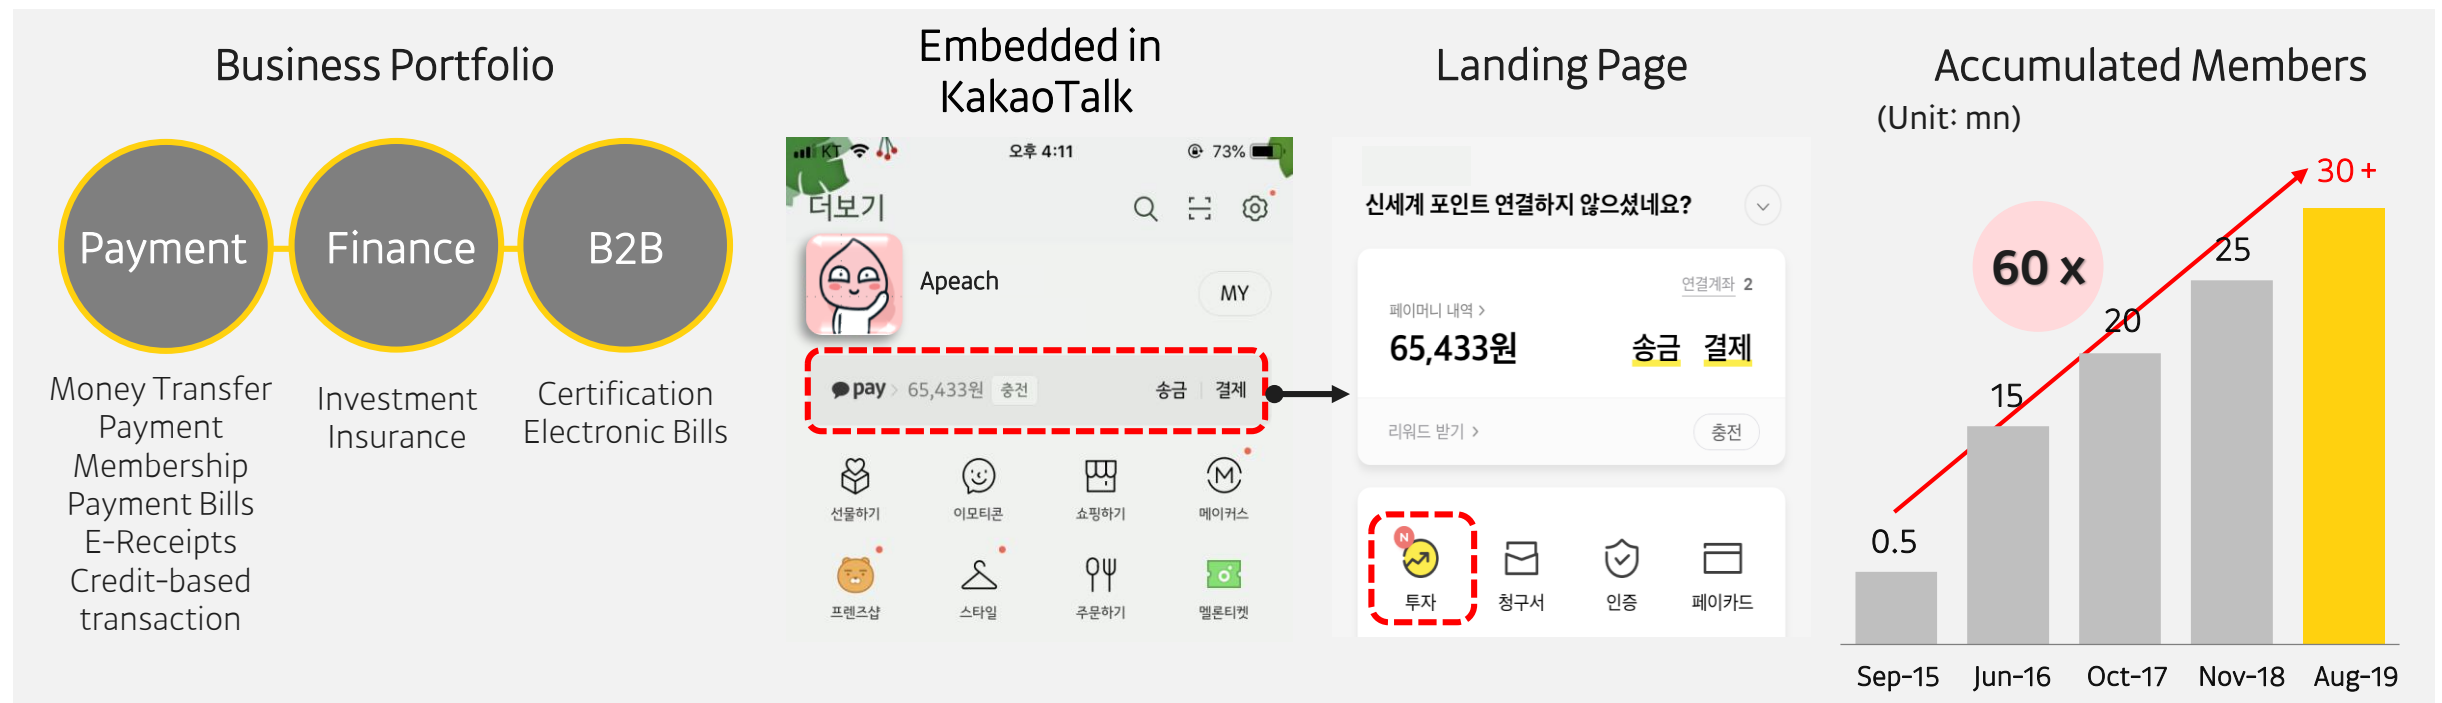 Business Portfolio
Payment
Finance
B2B
Money Transfer
Payment
Membership
Payment Bills
E-Receipts
Credit-based
transaction
Investment
Insurance
Certification
Electronic Bills
Embedded in
KakaoTalk
KT 오후 4:11 73%
더보기
Apeach
MY
pay > 65,433원 충전 송금 결제
선물하기 이모티콘 쇼핑하기 메이커스
프렌즈샵 스타일 주문하기 멜론티켓
Landing Page
신세계 포인트 연결하지 않으셨네요?
연결계좌 2
페이머니 내역 >
65,433원 송금 결제
리워드 받기 > 충전
N
투자 청구서 인증 페이카드
Accumulated Members
(Unit: mn)
60 x
0.5
15
20
25
30 +
Sep-15 Jun-16 Oct-17 Nov-18 Aug-19